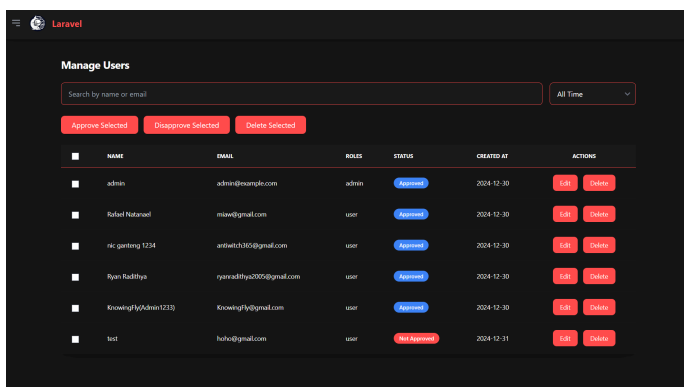 Laravel
Manage Users
Search by name or email All Time
Approve Selected Disapprove Selected Delete Selected
NAME EMAIL ROLES STATUS CREATED AT ACTIONS
admin admin@example.com admin Approved 2024-12-30 Edit Delete
Rafael Natanael miaw@gmail.com user Approved 2024-12-30 Edit Delete
nic ganteng 1234 antiwitch365@gmail.com user Approved 2024-12-30 Edit Delete
Ryan Radithya ryanradithya2005@gmail.com user Approved 2024-12-30 Edit Delete
KnowingFly(Admin1233) KnowingFly@gmail.com user Approved 2024-12-30 Edit Delete
test hoho@gmail.com user Not Approved 2024-12-31 Edit Delete